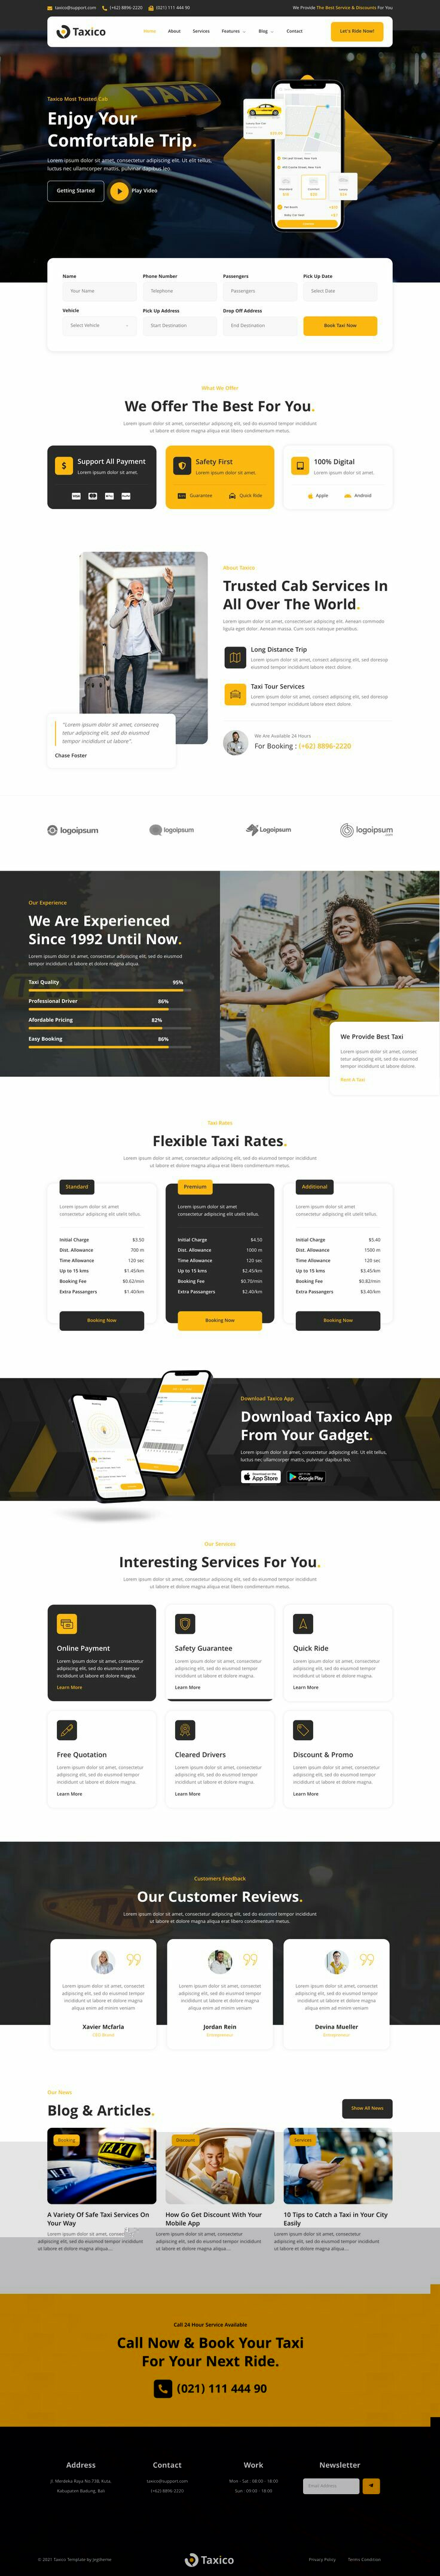 taxico@support.com (+62) 8896-2220 (021) 111 444 90 We Provide The Best Service & Discounts For You
Taxico Home About Services Features Blog Contact Let's Ride Now!
Taxico Most Trusted Cab
Enjoy Your
Comfortable Trip.
Lorem ipsum dolor sit amet, consectetur adipiscing elit. Ut elit tellus,
luctus nec ullamcorper mattis, pulvinar dapibus leo.
Getting Started Play Video
Name Phone Number Passengers Pick Up Date
Your Name Telephone Passengers Select Date
Vehicle Pick Up Address Drop Off Address
Select Vehicle Start Destination End Destination Book Taxi Now
What We Offer
We Offer The Best For You.
Lorem ipsum dolor sit amet, consectetur adipiscing elit, sed do eiusmod tempor incididunt
ut labore et dolore magna aliqua erat libero condimentum metus.
Support All Payment
Lorem ipsum dolor sit amet.
Safety First
Lorem ipsum dolor sit amet.
Guarantee Quick Ride
100% Digital
Lorem ipsum dolor sit amet.
Apple Android
About Taxico
Trusted Cab Services In
All Over The World.
Lorem ipsum dolor sit amet, consectetuer adipiscing elit. Aenean commodo
ligula eget dolor. Aenean massa. Cum sociis natoque penatibus.
Long Distance Trip
Lorem ipsum dolor sit amet, consect adipiscing elit, sed doeiusp
eiusmod tempor incididunt labore etect dolore.
Taxi Tour Services
Lorem ipsum dolor sit amet, consect adipiscing elit, sed doeiusp
eiusmod tempor incididunt labore etect dolore.
"Lorem ipsum dolor sit amet, consecreq
tetur adipiscing elit, sed do eiusmod
tempor incididunt ut labore".
Chase Foster
We Are Available 24 Hours
For Booking : (+62) 8896-2220
logoipsum logoipsum Logoipsum logoipsum
Our Experience
We Are Experienced
Since 1992 Until Now.
Lorem ipsum dolor sit amet, consectetur adipiscing elit, sed do eiusmod
tempor incididunt ut labore et dolore magna aliqua.
Taxi Quality 95%
Professional Driver 86%
Afordable Pricing 82%
Easy Booking 86%
We Provide Best Taxi
Lorem ipsum dolor sit amet, consec
adipiscing elit, sed do eiusmod
tempor incididunt ut labore dolore.
Rent A Taxi
Taxi Rates
Flexible Taxi Rates.
Lorem ipsum dolor sit amet, consectetur adipiscing elit, sed do eiusmod tempor incididunt
ut labore et dolore magna aliqua erat libero condimentum metus.
Standard
Lorem ipsum dolor sit amet
consectetur adipiscing elit utelit tellus.
Initial Charge $3.50
Dist. Allowance 700 m
Time Allowance 120 sec
Up to 15 kms $1.45/km
Booking Fee $0.62/min
Extra Passangers $1.40/km
Booking Now
Premium
Lorem ipsum dolor sit amet
consectetur adipiscing elit utelit tellus.
Initial Charge $4.50
Dist. Allowance 1000 m
Time Allowance 120 sec
Up to 15 kms $2.45/km
Booking Fee $0.70/min
Extra Passengers $2.40/km
Booking Now
Additional
Lorem ipsum dolor sit amet
consectetur adipiscing elit utelit tellus.
Initial Charge $5.40
Dist. Allowance 1500 m
Time Allowance 120 sec
Up to 15 kms $3.45/km
Booking Fee $0.82/min
Extra Passengers $3.40/km
Booking Now
Download Taxico App
Download Taxico App
From Your Gadget.
Lorem ipsum dolor sit amet, consectetur adipiscing elit. Ut elit tellus,
luctus nec ullamcorper mattis, pulvinar dapibus leo.
App Store Google Play
Our Services
Interesting Services For You.
Lorem ipsum dolor sit amet, consectetur adipiscing elit, sed do eiusmod tempor incididunt
ut labore et dolore magna aliqua erat libero condimentum metus.
Online Payment
Lorem ipsum dolor sit amet, consectetur
adipiscing elit, sed do eiusmod tempor
incididunt ut labore et dolore magna.
Learn More
Safety Guarantee
Lorem ipsum dolor sit amet, consectetur
adipiscing elit, sed do eiusmod tempor
incididunt ut labore et dolore magna.
Learn More
Quick Ride
Lorem ipsum dolor sit amet, consectetur
adipiscing elit, sed do eiusmod tempor
incididunt ut labore et dolore magna.
Learn More
Free Quotation
Lorem ipsum dolor sit amet, consectetur
adipiscing elit, sed do eiusmod tempor
incididunt ut labore et dolore magna.
Learn More
Cleared Drivers
Lorem ipsum dolor sit amet, consectetur
adipiscing elit, sed do eiusmod tempor
incididunt ut labore et dolore magna.
Learn More
Discount & Promo
Lorem ipsum dolor sit amet, consectetur
adipiscing elit, sed do eiusmod tempor
incididunt ut labore et dolore magna.
Learn More
Customers Feedback
Our Customer Reviews.
Lorem ipsum dolor sit amet, consectetur adipiscing elit, sed do eiusmod tempor incididunt
ut labore et dolore magna aliqua erat libero condimentum metus.
Lorem ipsum dolor sit amet, consectet
adipiscing elit, sed do eiusmod tempor
incididunt ut labore et dolore magna
aliqua enim ad minim veniam
Xavier Mcfarla
Lorem ipsum dolor sit amet, consectet
adipiscing elit, sed do eiusmod tempor
incididunt ut labore et dolore magna
aliqua enim ad minim veniam
Jordan Rein
Entrepreneur
Lorem ipsum dolor sit amet, consectet
adipiscing elit, sed do eiusmod tempor
incididunt ut labore et dolore magna
aliqua enim ad minim veniam
Devina Mueller
Entrepreneur
Our News
Blog & Articles.
Show All News
Booking
A Variety Of Safe Taxi Services On
Your Way
Lorem ipsum dolor sit amet, consec
adipiscing elit, sed do eiusmod tempor incididunt
ut labore et dolore magna aliqua...
Discount
How Go Get Discount With Your
Mobile App
Lorem ipsum dolor sit amet, consectetur
adipiscing elit, sed do eiusmod tempor incididunt
ut labore et dolore magna aliqua...
Services
10 Tips to Catch a Taxi in Your City
Easily
Lorem ipsum dolor sit amet, consectetur
adipiscing elit, sed do eiusmod tempor incididunt
ut labore et dolore magna aliqua...
Call 24 Hour Service Available
Call Now & Book Your Taxi
For Your Next Ride.
(021) 111 444 90
Address Contact Work Newsletter
Jl. Merdeka Raya No.73B, Kuta, taxico@support.com Mon - Sat : 08:00 - 18:00 Email Address
Kabupaten Badung, Bali (+62) 8896-2220 Sun : 09:00 - 18:00
© 2021 Taxico Template by Jegtheme Taxico Privacy Policy Terms Condition